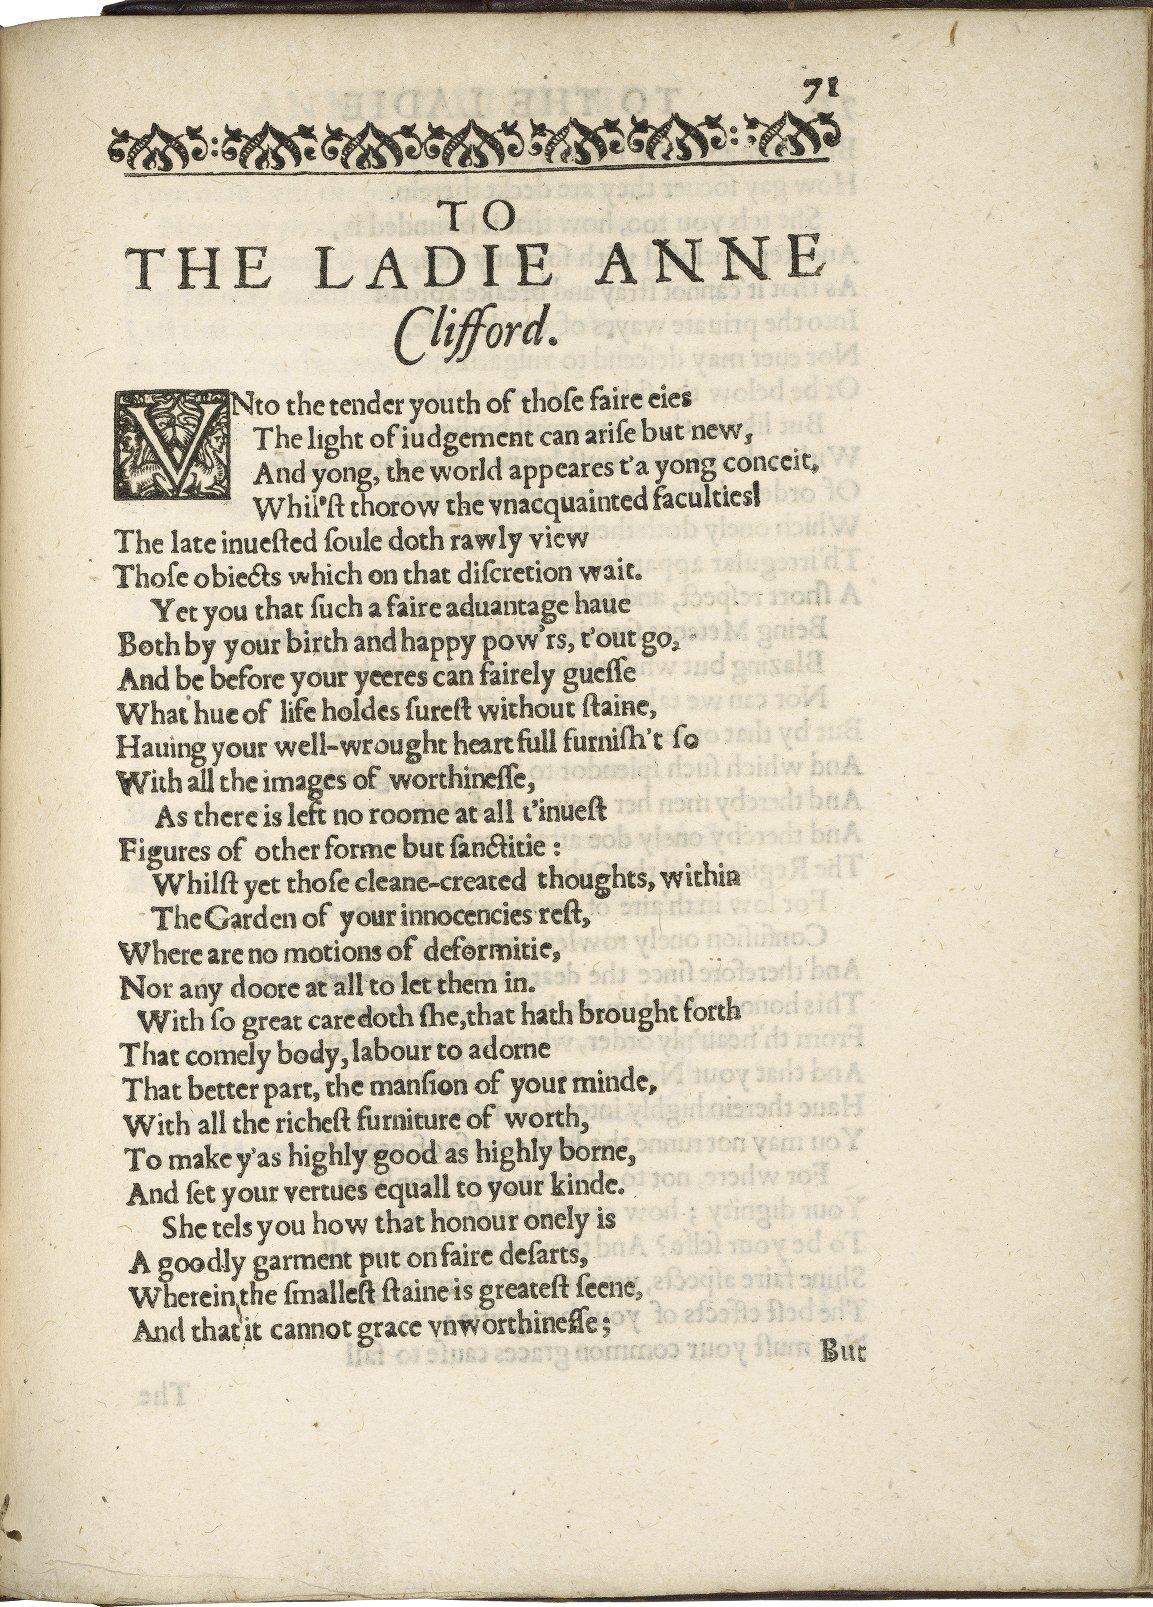 71
TO
THE LADIE ANNE
Clifford.
VNto the tender youth of thoſe faire eies
The light of iudgement can ariſe but new,
And yong, the world appeares t'a yong conceit,
Whil'ſt thorow the vnacquainted faculties
The late inueſted ſoule doth rawly view
Thoſe obiects which on that diſcretion wait.
Yet you that ſuch a faire aduantage haue
Both by your birth and happy pow'rs, t'out go,
And be before your yeeres can fairely gueſſe
What hue of life holdes ſureſt without ſtaine,
Hauing your well-wrought heart full furniſh't ſo
With all the images of worthineſſe,
As there is left no roome at all t'inueſt
Figures of other forme but ſanctitie:
Whilſt yet thoſe cleane-created thoughts, within
The Garden of your innocencies reſt,
Where are no motions of deformitie,
Nor any doore at all to let them in.
With ſo great care doth ſhe, that hath brought forth
That comely body, labour to adorne
That better part, the manſion of your minde,
With all the richeſt furniture of worth,
To make y'as highly good as highly borne,
And ſet your vertues equall to your kinde.
She tels you how that honour onely is
A goodly garment put on faire deſarts,
Wherein the ſmalleſt ſtaine is greateſt ſeene,
And that it cannot grace vnworthineſſe;
But